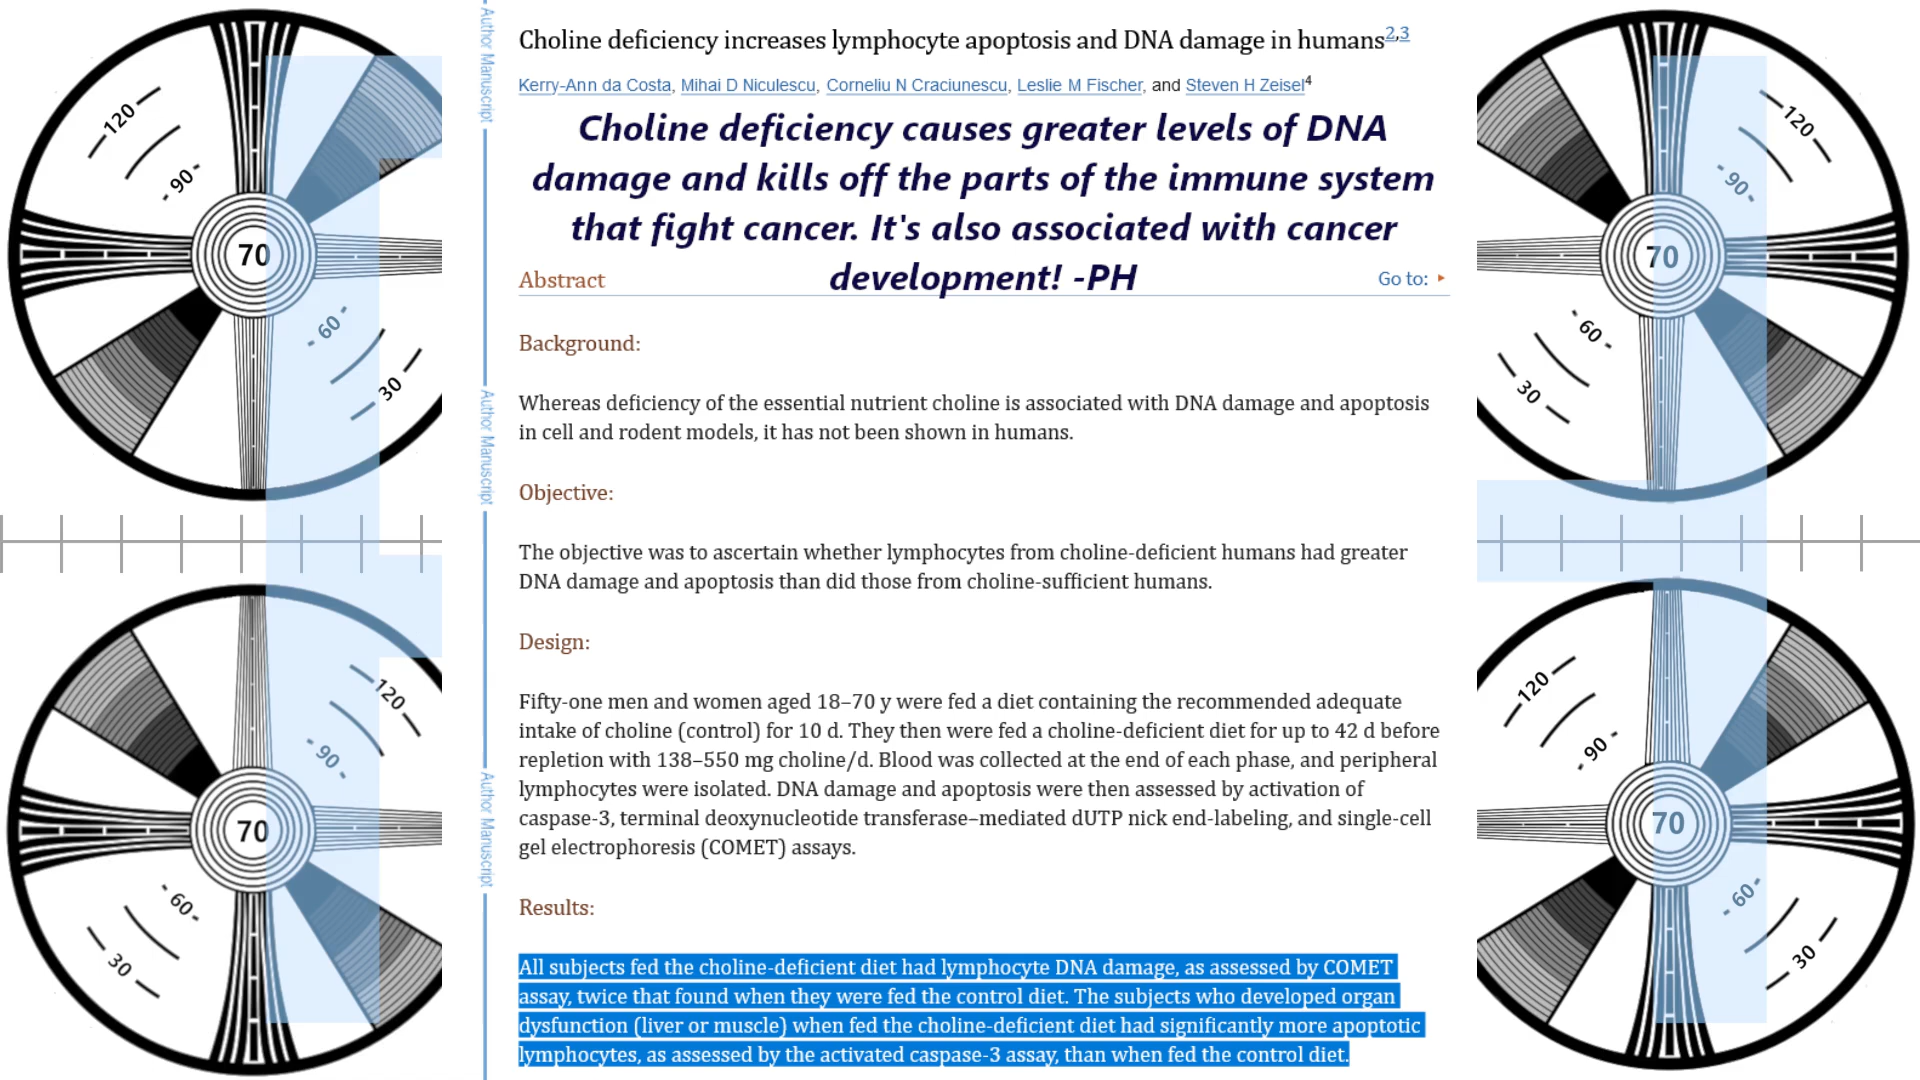 Choline deficiency increases lymphocyte apoptosis and DNA damage in humans2,3
Kerry-Ann da Costa, Mihai D Niculescu, Corneliu N Craciunescu, Leslie M Fischer, and Steven H Zeisel4
Choline deficiency causes greater levels of DNA
damage and kills off the parts of the immune system
that fight cancer. It's also associated with cancer
development! -PH
Abstract
Go to:
Background:
Whereas deficiency of the essential nutrient choline is associated with DNA damage and apoptosis
in cell and rodent models, it has not been shown in humans.
Objective:
The objective was to ascertain whether lymphocytes from choline-deficient humans had greater
DNA damage and apoptosis than did those from choline-sufficient humans.
Design:
Fifty-one men and women aged 18–70 y were fed a diet containing the recommended adequate
intake of choline (control) for 10 d. They then were fed a choline-deficient diet for up to 42 d before
repletion with 138–550 mg choline/d. Blood was collected at the end of each phase, and peripheral
lymphocytes were isolated. DNA damage and apoptosis were then assessed by activation of
caspase-3, terminal deoxynucleotide transferase–mediated dUTP nick end-labeling, and single-cell
gel electrophoresis (COMET) assays.
Results:
All subjects fed the choline-deficient diet had lymphocyte DNA damage, as assessed by COMET
assay, twice that found when they were fed the control diet. The subjects who developed organ
dysfunction (liver or muscle) when fed the choline-deficient diet had significantly more apoptotic
lymphocytes, as assessed by the activated caspase-3 assay, than when fed the control diet.
Author Manuscript
Author Manuscript
Author Manuscript
120
- 90 -
70
- 60 -
30
120
- 90 -
70
- 60 -
30
120
- 90 -
70
- 60 -
30
120
- 90 -
70
- 60 -
30